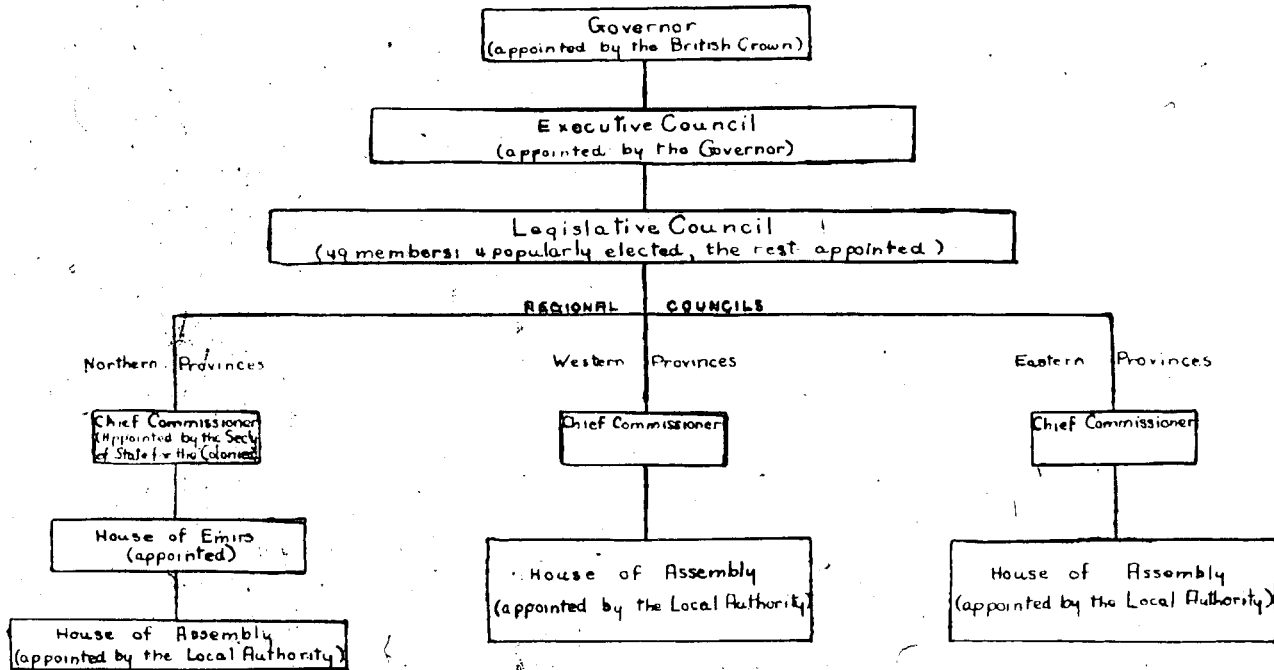 Governor
(appointed by the British Crown)
Executive Council
(appointed by the Governor)
Legislative Council
(49 members: 4 popularly elected, the rest appointed)
REGIONAL COUNCILS
Northern Provinces
Western Provinces
Eastern Provinces
Chief Commissioner
(Appointed by the Secty
of State for the Colonies)
Chief Commissioner
Chief Commissioner
House of Emirs
(appointed)
House of Assembly
(appointed by the Local Authority)
House of Assembly
(appointed by the Local Authority)
House of Assembly
(appointed by the Local Authority)